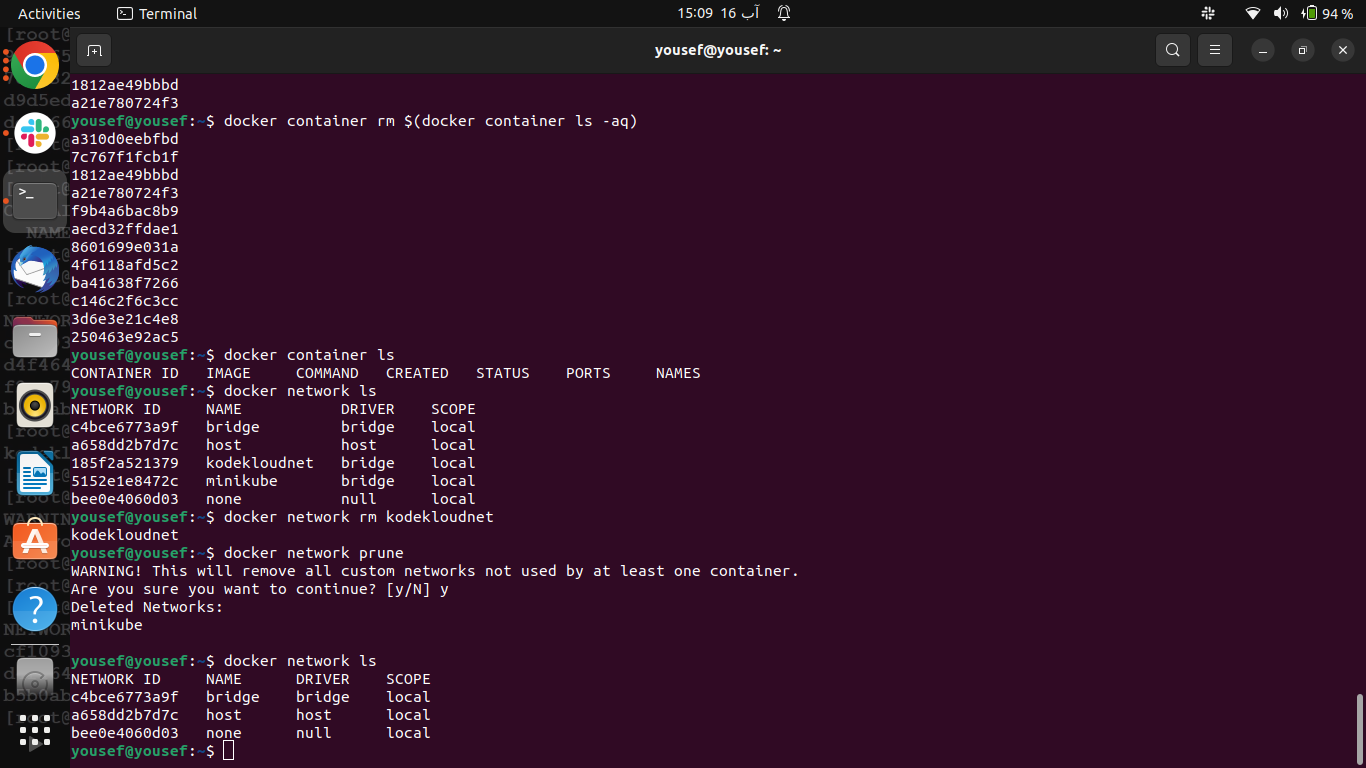 Activities
Terminal
15:09 16 آب
94 %
yousef@yousef: ~
1812ae49bbbd
a21e780724f3
yousef@yousef:~$ docker container rm $(docker container ls -aq)
a310d0eebfbd
7c767f1fcb1f
1812ae49bbbd
a21e780724f3
f9b4a6bac8b9
aecd32ffdae1
8601699e031a
4f6118afd5c2
ba41638f7266
c146c2f6c3cc
3d6e3e21c4e8
250463e92ac5
yousef@yousef:~$ docker container ls
CONTAINER ID   IMAGE     COMMAND   CREATED   STATUS    PORTS     NAMES
yousef@yousef:~$ docker network ls
NETWORK ID     NAME           DRIVER    SCOPE
c4bce6773a9f   bridge         bridge    local
a658dd2b7d7c   host           host      local
185f2a521379   kodekloudnet   bridge    local
5152e1e8472c   minikube       bridge    local
bee0e4060d03   none           null      local
yousef@yousef:~$ docker network rm kodekloudnet
kodekloudnet
yousef@yousef:~$ docker network prune
WARNING! This will remove all custom networks not used by at least one container.
Are you sure you want to continue? [y/N] y
Deleted Networks:
minikube
yousef@yousef:~$ docker network ls
NETWORK ID     NAME      DRIVER    SCOPE
c4bce6773a9f   bridge    bridge    local
a658dd2b7d7c   host      host      local
bee0e4060d03   none      null      local
yousef@yousef:~$